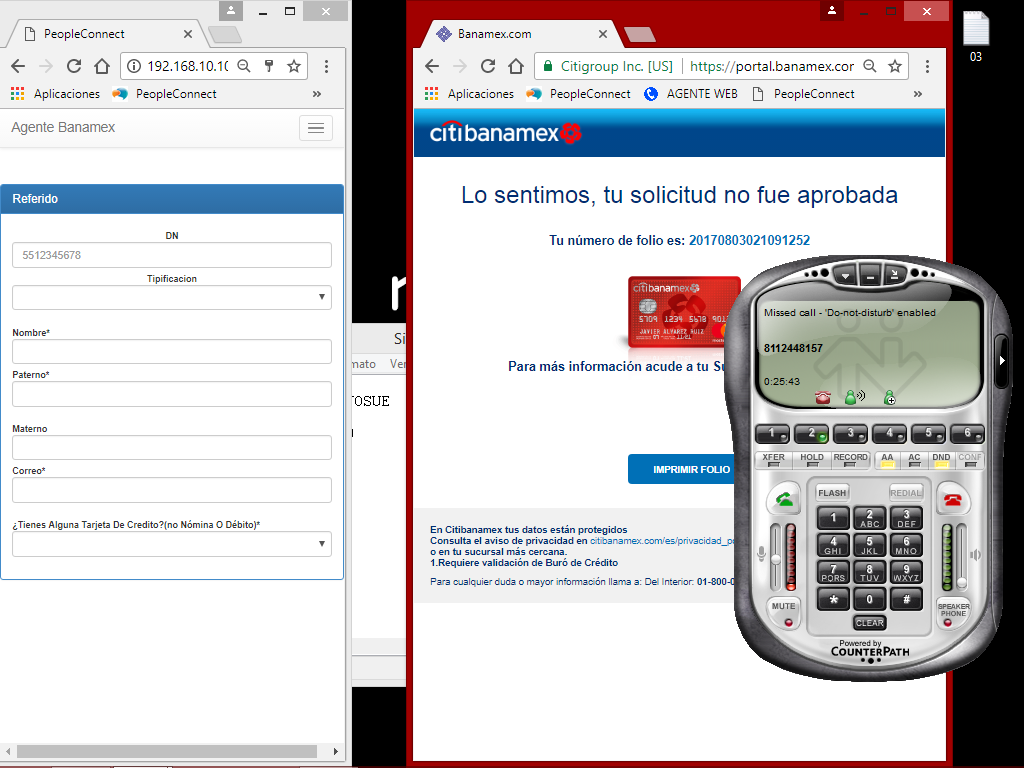 PeopleConnect
192.168.10.10
Aplicaciones
PeopleConnect
»
Agente Banamex
Referido
DN
5512345678
Tipificacion
Nombre*
Paterno*
Materno
Correo*
¿Tienes Alguna Tarjeta De Credito?(no Nómina O Débito)*
Si
mato
Ver
OSUE
Banamex.com
Citigroup Inc. [US]
https://portal.banamex.com
Aplicaciones
PeopleConnect
AGENTE WEB
PeopleConnect
»
citibanamex
Lo sentimos, tu solicitud no fue aprobada
Tu número de folio es: 20170803021091252
citibanamex
5709 1234 5678 901
JAVIER ALVAREZ RUIZ
Para más información acude a tu Su
IMPRIMIR FOLIO
En Citibanamex tus datos están protegidos
Consulta el aviso de privacidad en citibanamex.com/es/privacidad_po
o en tu sucursal más cercana.
1.Requiere validación de Buró de Crédito
Para cualquier duda o mayor información llama a: Del Interior: 01-800-0
03
Missed call - 'Do-not-disturb' enabled
8112448157
0:25:43
1 2 3 4 5 6
XFER HOLD RECORD AA AC DND CONF
FLASH REDIAL
1 2 ABC 3 DEF
4 GHI 5 JKL 6 MNO
7 PQRS 8 TUV 9 WXYZ
* 0 #
MUTE
SPEAKER PHONE
CLEAR
Powered by
COUNTERPATH